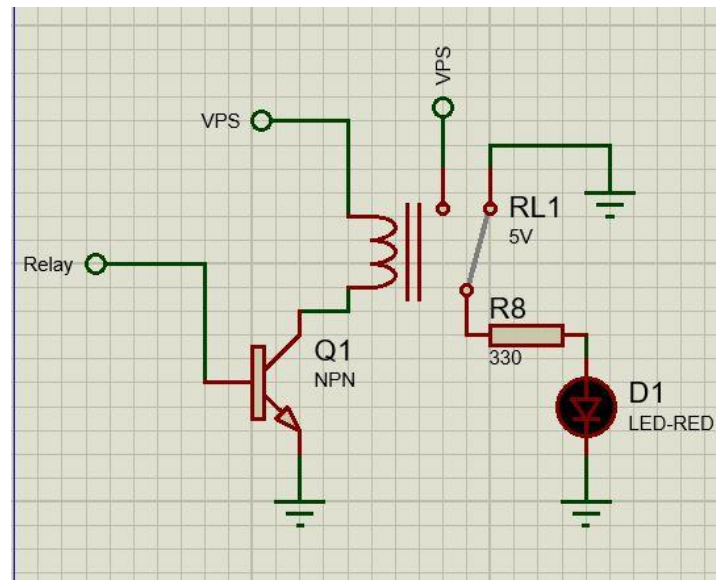 VPS
VPS
Relay
RL1
5V
R8
330
Q1
NPN
D1
LED-RED